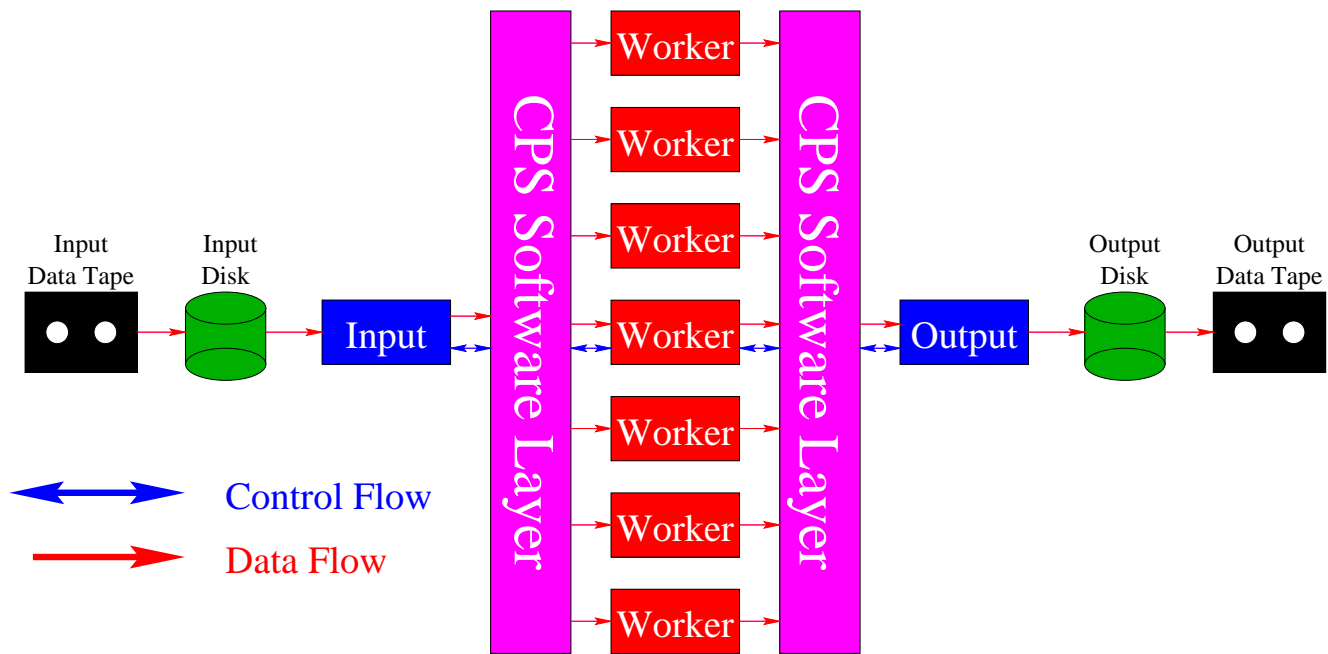 Input
Data Tape
Input
Disk
Input
CPS Software Layer
Worker
Worker
Worker
Worker
Worker
Worker
Worker
CPS Software Layer
Output
Output
Disk
Output
Data Tape
Control Flow
Data Flow